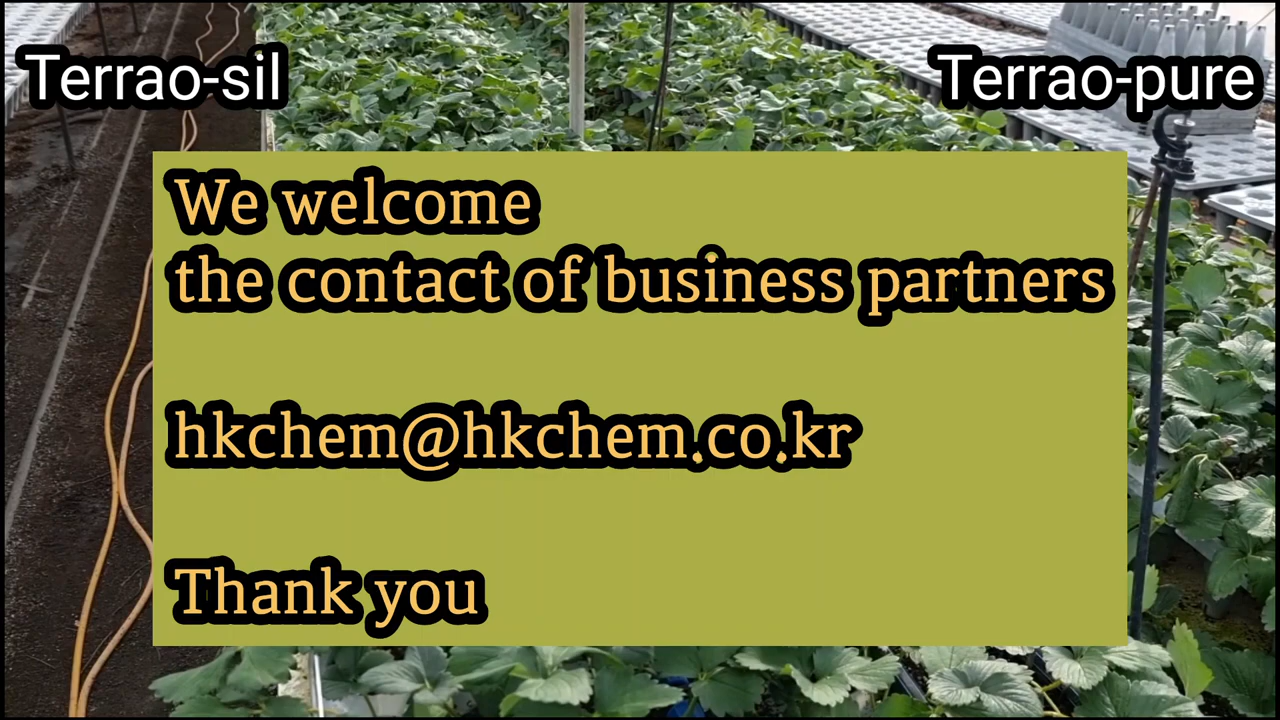 Terrao-sil
Terrao-pure
We welcome
the contact of business partners
hkchem@hkchem.co.kr
Thank you